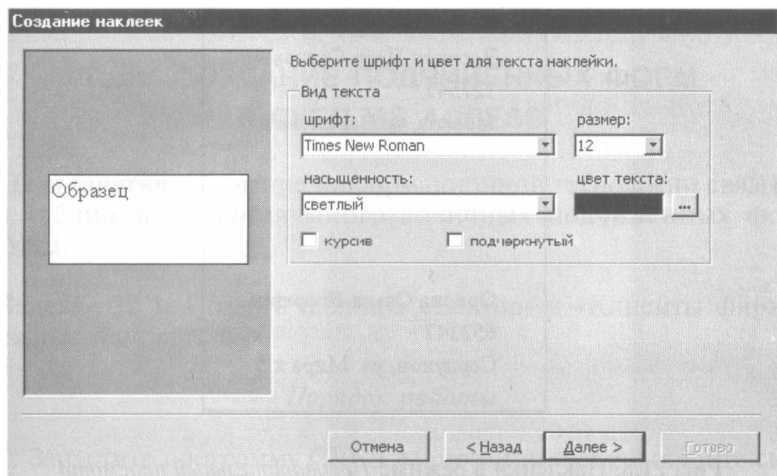 Создание наклеек
Выберите шрифт и цвет для текста наклейки.
Вид текста
шрифт:
размер:
Times New Roman
12
насыщенность:
цвет текста:
светлый
...
курсив
подчеркнутый
Образец
Отмена
< Назад
Далее >
Готово